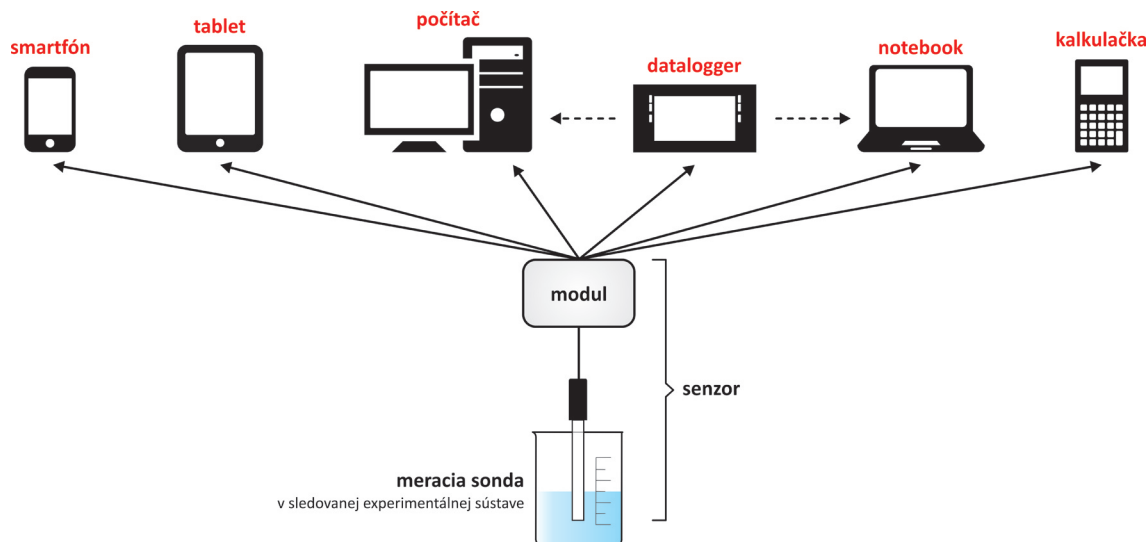 smartfón
tablet
počítač
datalogger
notebook
kalkulačka
modul
senzor
meracia sonda
v sledovanej experimentálnej sústave